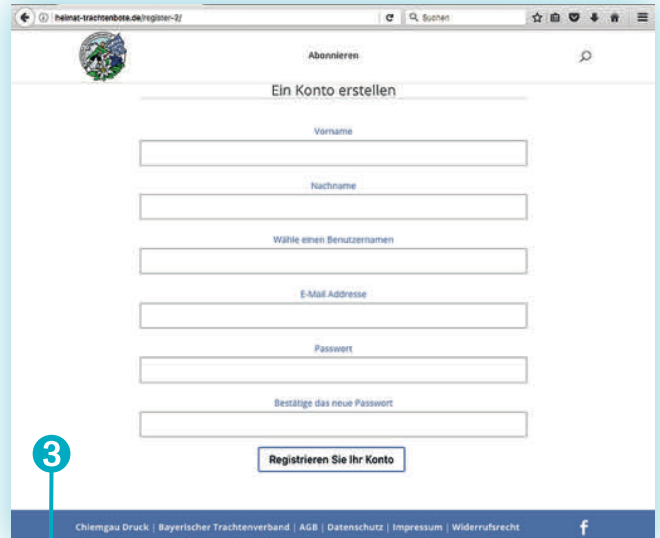 heimat-trachtenbote.de/register-2/
Suchen
Abonnieren
Ein Konto erstellen
Vorname
Nachname
Wähle einen Benutzernamen
E-Mail Addresse
Passwort
Bestätige das neue Passwort
3
Registrieren Sie Ihr Konto
Chiemgau Druck | Bayerischer Trachtenverband | AGB | Datenschutz | Impressum | Widerrufsrecht
f